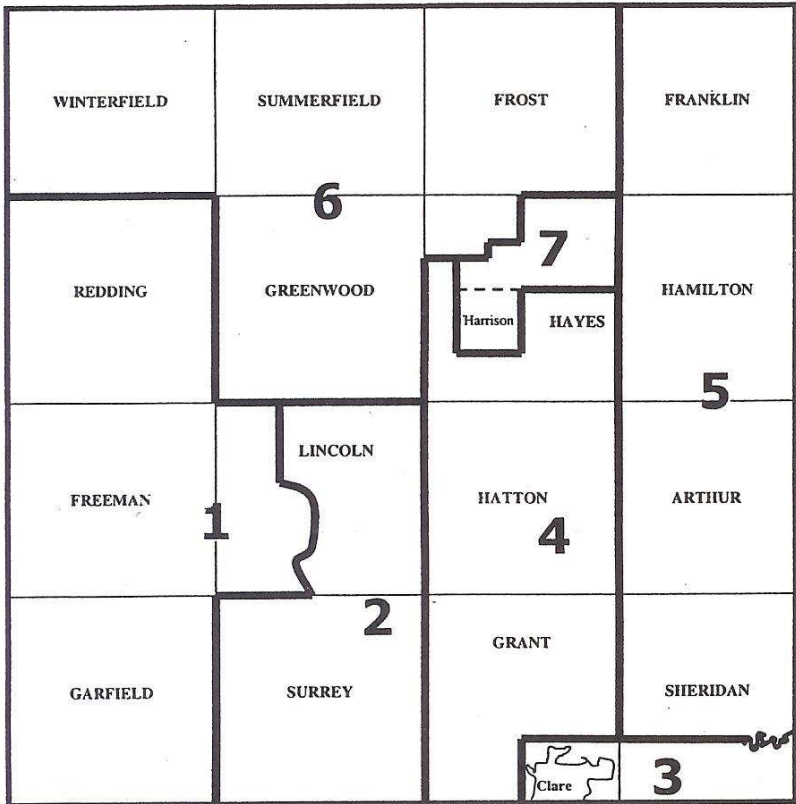 WINTERFIELD
SUMMERFIELD
FROST
FRANKLIN
6
7
REDDING
GREENWOOD
HAMILTON
Harrison
HAYES
5
LINCOLN
FREEMAN
HATTON
ARTHUR
1
4
2
GRANT
GARFIELD
SURREY
SHERIDAN
3
Clare